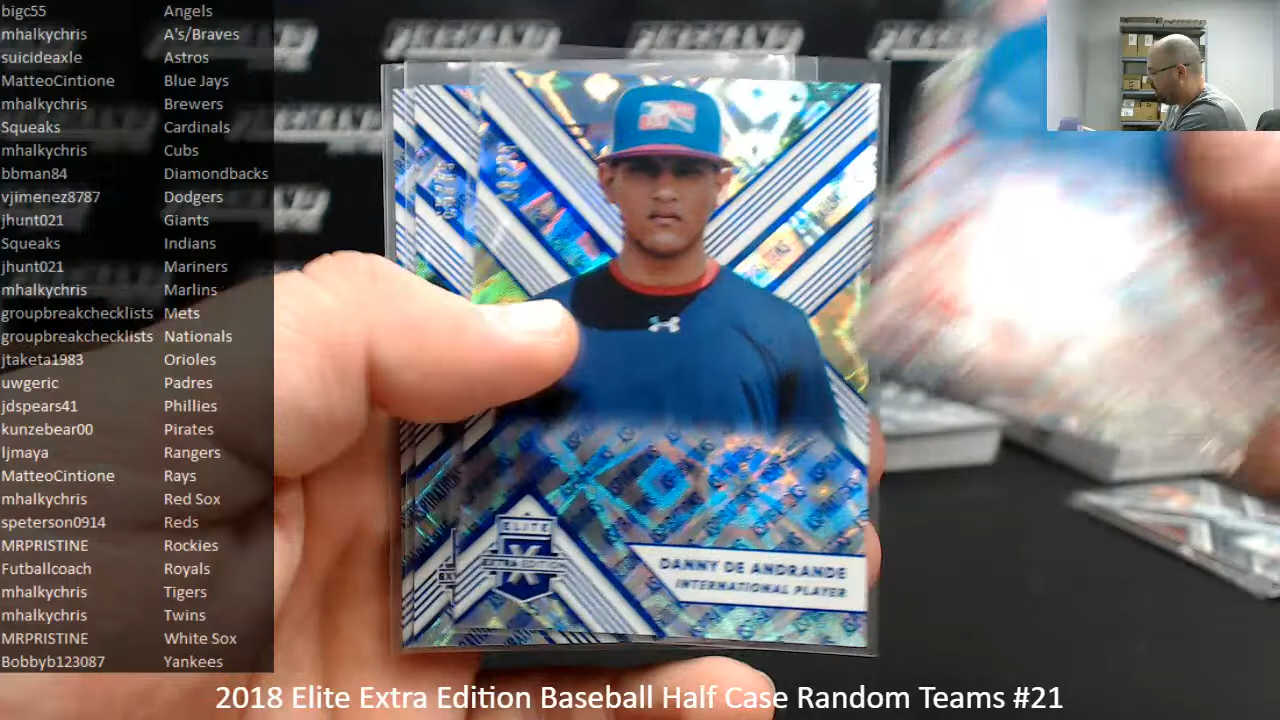 bigc55 Angels
mhalkychris A's/Braves
suicideaxle Astros
MatteoCintione Blue Jays
mhalkychris Brewers
Squeaks Cardinals
mhalkychris Cubs
bbman84 Diamondbacks
vjimenez8787 Dodgers
jhunt021 Giants
Squeaks Indians
jhunt021 Mariners
mhalkychris Marlins
groupbreakchecklists Mets
groupbreakchecklists Nationals
jtaketa1983 Orioles
uwgeric Padres
jdspears41 Phillies
kunzebear00 Pirates
ljmaya Rangers
MatteoCintione Rays
mhalkychris Red Sox
speterson0914 Reds
MRPRISTINE Rockies
Futballcoach Royals
mhalkychris Tigers
mhalkychris Twins
MRPRISTINE White Sox
Bobbyb123087 Yankees
ELITE
X
EXTRA EDITION
DANNY DE ANDRANDE
INTERNATIONAL PLAYER
2018 Elite Extra Edition Baseball Half Case Random Teams #21